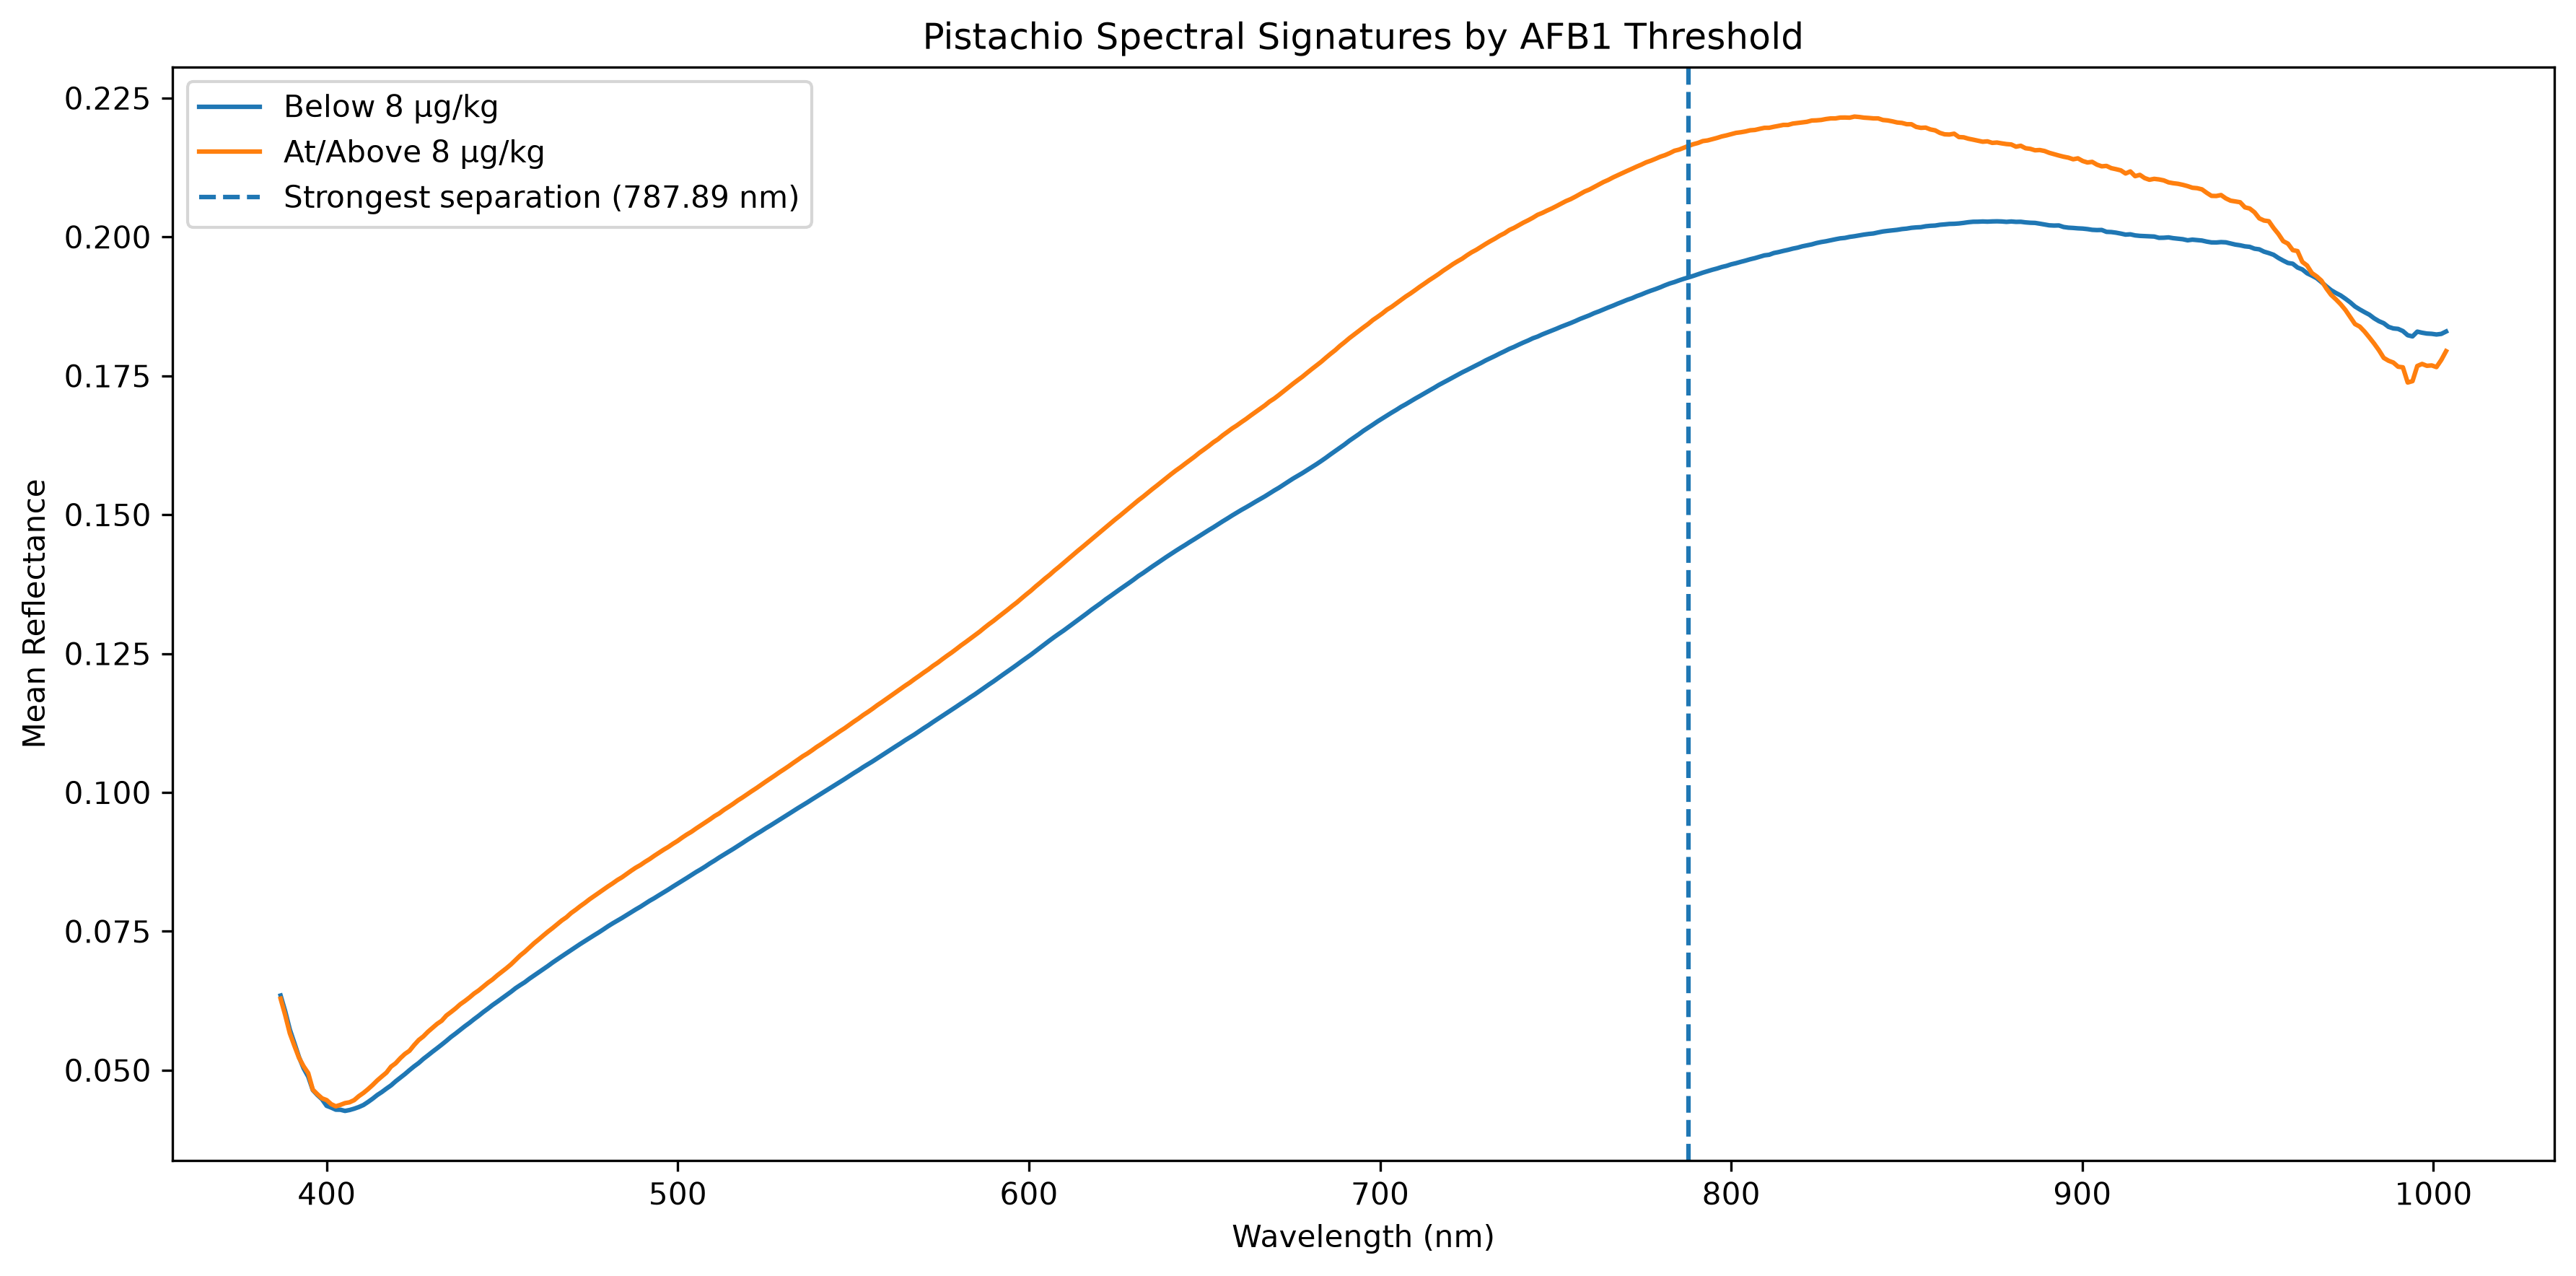 Pistachio Spectral Signatures by AFB1 Threshold
Below 8 µg/kg
At/Above 8 µg/kg
Strongest separation (787.89 nm)
Mean Reflectance
0.225
0.200
0.175
0.150
0.125
0.100
0.075
0.050
400 500 600 700 800 900 1000
Wavelength (nm)